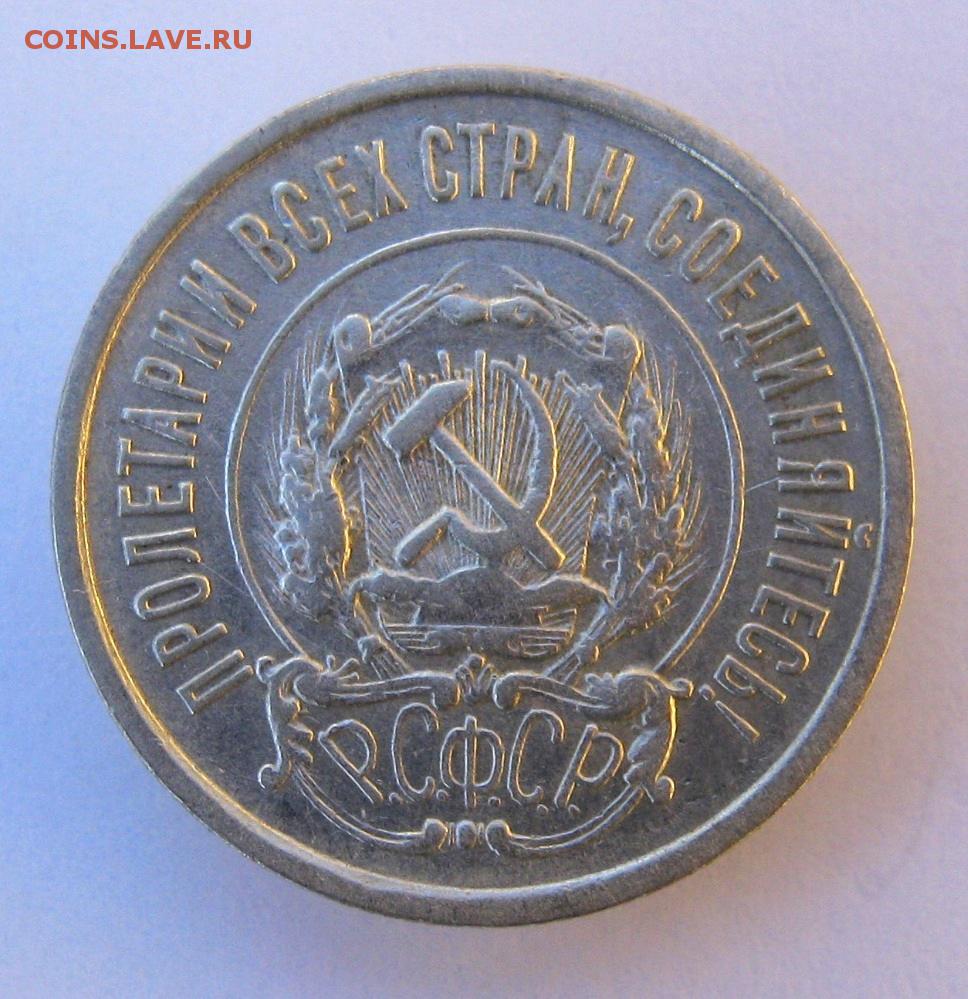 COINS.LAVE.RU
ПРОЛЕТАРИИ ВСЕХ СТРАН, СОЕДИНЯЙТЕСЬ!
Р.С.Ф.С.Р.